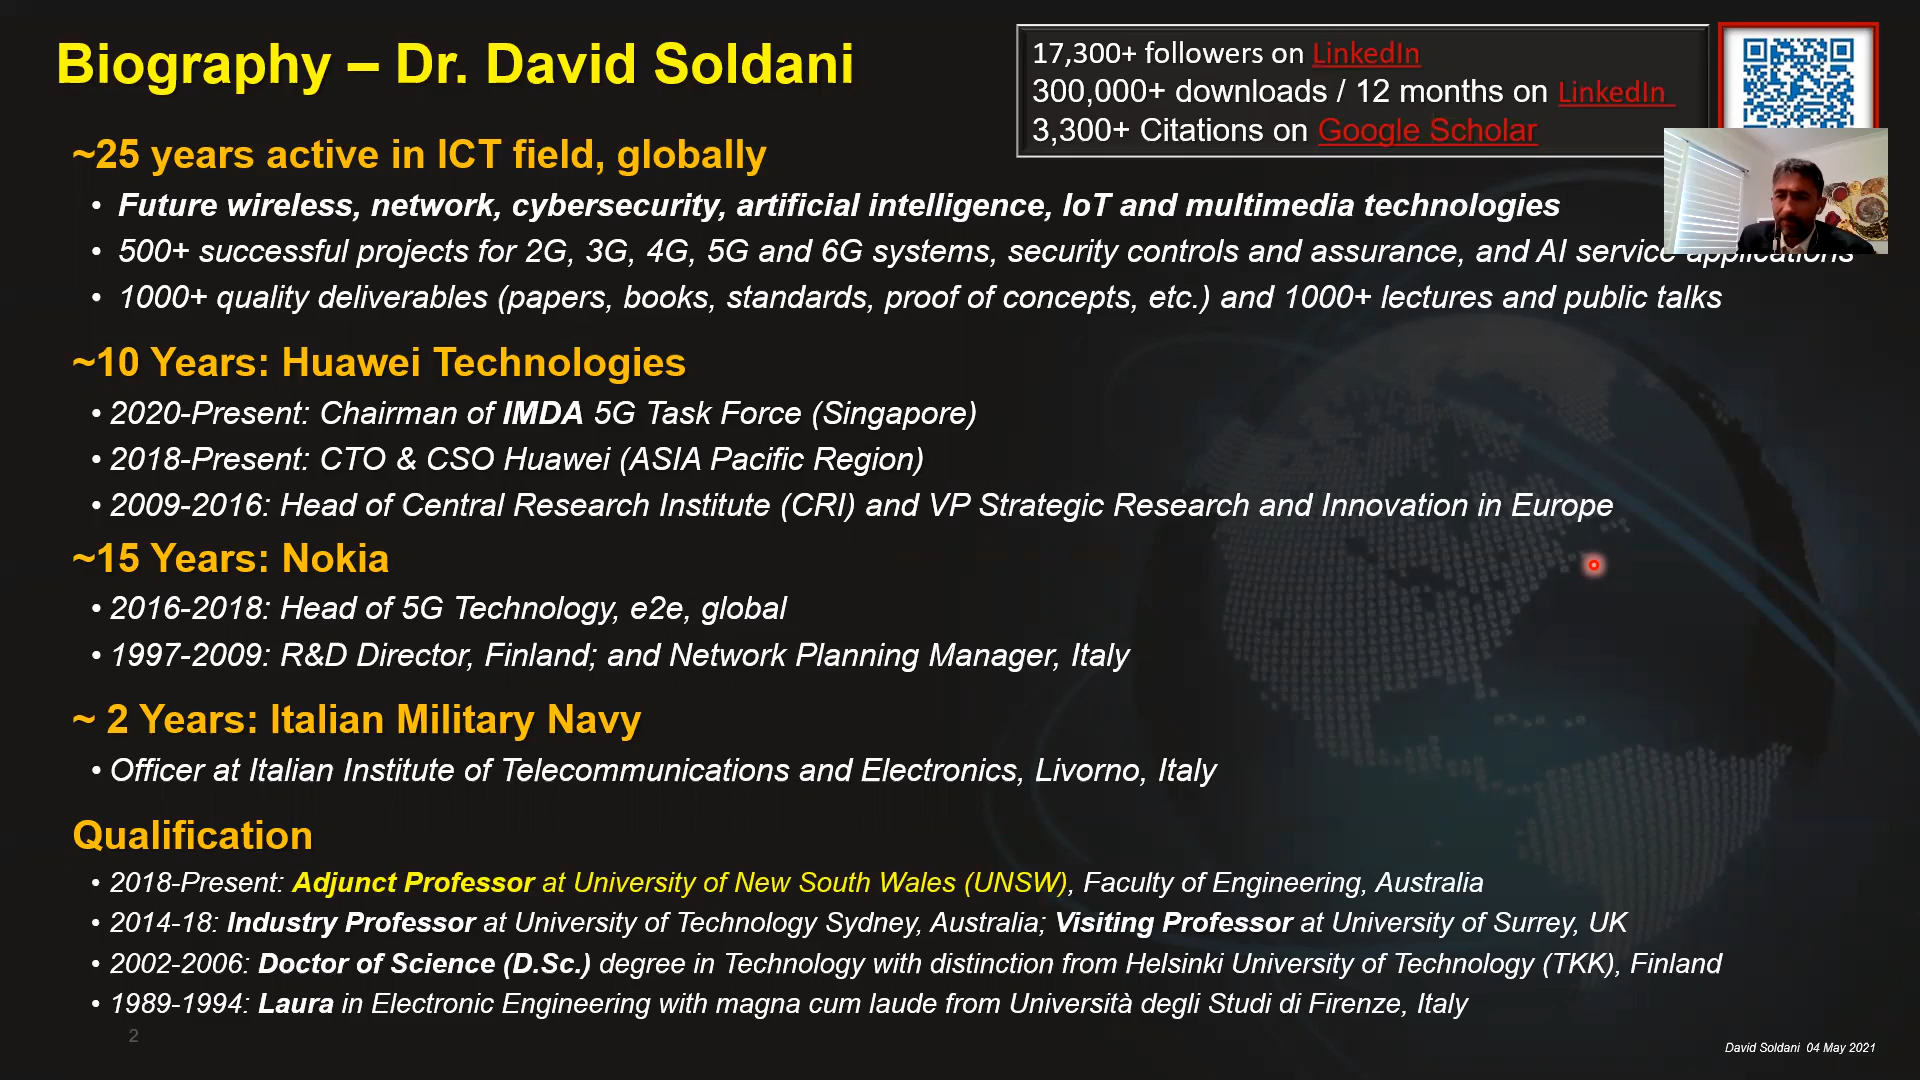 Biography – Dr. David Soldani
17,300+ followers on LinkedIn
300,000+ downloads / 12 months on LinkedIn
3,300+ Citations on Google Scholar
~25 years active in ICT field, globally
• Future wireless, network, cybersecurity, artificial intelligence, IoT and multimedia technologies
• 500+ successful projects for 2G, 3G, 4G, 5G and 6G systems, security controls and assurance, and AI service applications
• 1000+ quality deliverables (papers, books, standards, proof of concepts, etc.) and 1000+ lectures and public talks
~10 Years: Huawei Technologies
• 2020-Present: Chairman of IMDA 5G Task Force (Singapore)
• 2018-Present: CTO & CSO Huawei (ASIA Pacific Region)
• 2009-2016: Head of Central Research Institute (CRI) and VP Strategic Research and Innovation in Europe
~15 Years: Nokia
• 2016-2018: Head of 5G Technology, e2e, global
• 1997-2009: R&D Director, Finland; and Network Planning Manager, Italy
~ 2 Years: Italian Military Navy
• Officer at Italian Institute of Telecommunications and Electronics, Livorno, Italy
Qualification
• 2018-Present: Adjunct Professor at University of New South Wales (UNSW), Faculty of Engineering, Australia
• 2014-18: Industry Professor at University of Technology Sydney, Australia; Visiting Professor at University of Surrey, UK
• 2002-2006: Doctor of Science (D.Sc.) degree in Technology with distinction from Helsinki University of Technology (TKK), Finland
• 1989-1994: Laura in Electronic Engineering with magna cum laude from Università degli Studi di Firenze, Italy
2
David Soldani 04 May 2021